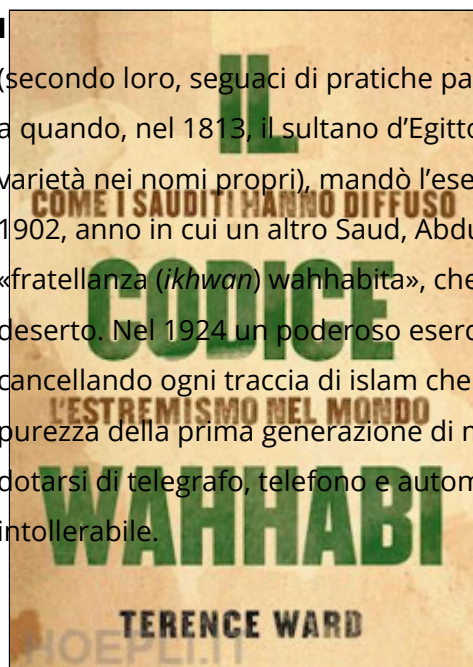 (secondo loro, seguaci di pratiche pa
a quando, nel 1813, il sultano d’Egitto
varietà nei nomi propri), mandò l’ese
1902, anno in cui un altro Saud, Abdu
«fratellanza (ikhwan) wahhabita», che
deserto. Nel 1924 un poderoso eserc
cancellando ogni traccia di islam che
purezza della prima generazione di
dotarsi di telegrafo, telefono e autom
intollerabile.
IL
COME I SAUDITI HANNO DIFFUSO
CODICE
L'ESTREMISMO NEL MONDO
WAHHABI
TERENCE WARD
HOEPLI.IT